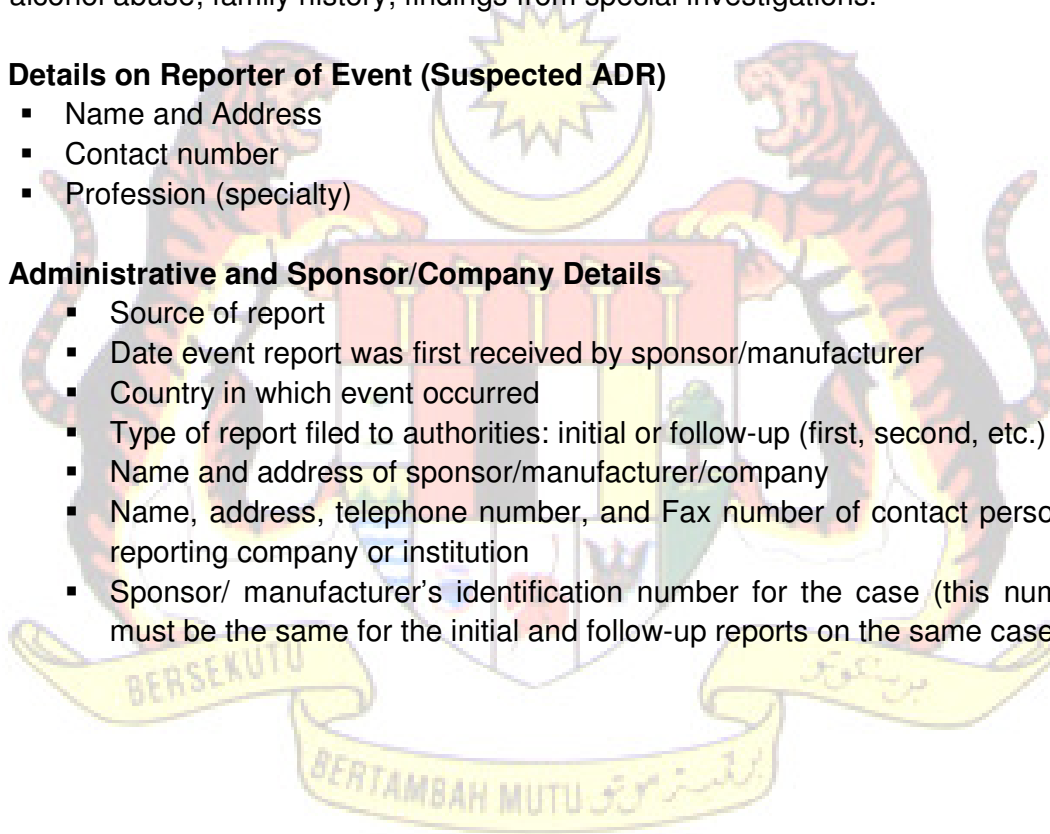 alcohol abuse, family history, findings from special investigations.
Details on Reporter of Event (Suspected ADR)
▪ Name and Address
▪ Contact number
▪ Profession (specialty)
Administrative and Sponsor/Company Details
▪ Source of report
▪ Date event report was first received by sponsor/manufacturer
▪ Country in which event occurred
▪ Type of report filed to authorities: initial or follow-up (first, second, etc.)
▪ Name and address of sponsor/manufacturer/company
▪ Name, address, telephone number, and Fax number of contact perso
reporting company or institution
▪ Sponsor/ manufacturer's identification number for the case (this num
must be the same for the initial and follow-up reports on the same case
BERSEKUTU برسکوتو
BERTAMBAH MUTU برتمبه موتو